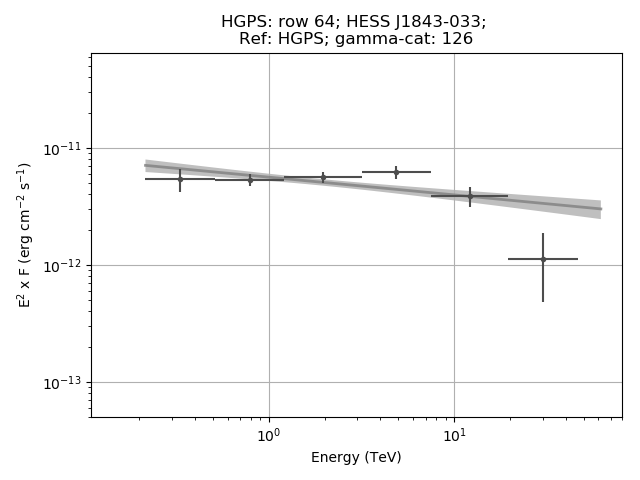 HGPS: row 64; HESS J1843-033;
Ref: HGPS; gamma-cat: 126
E² x F (erg cm⁻² s⁻¹)
10⁻¹¹
10⁻¹²
10⁻¹³
10⁰
10¹
Energy (TeV)